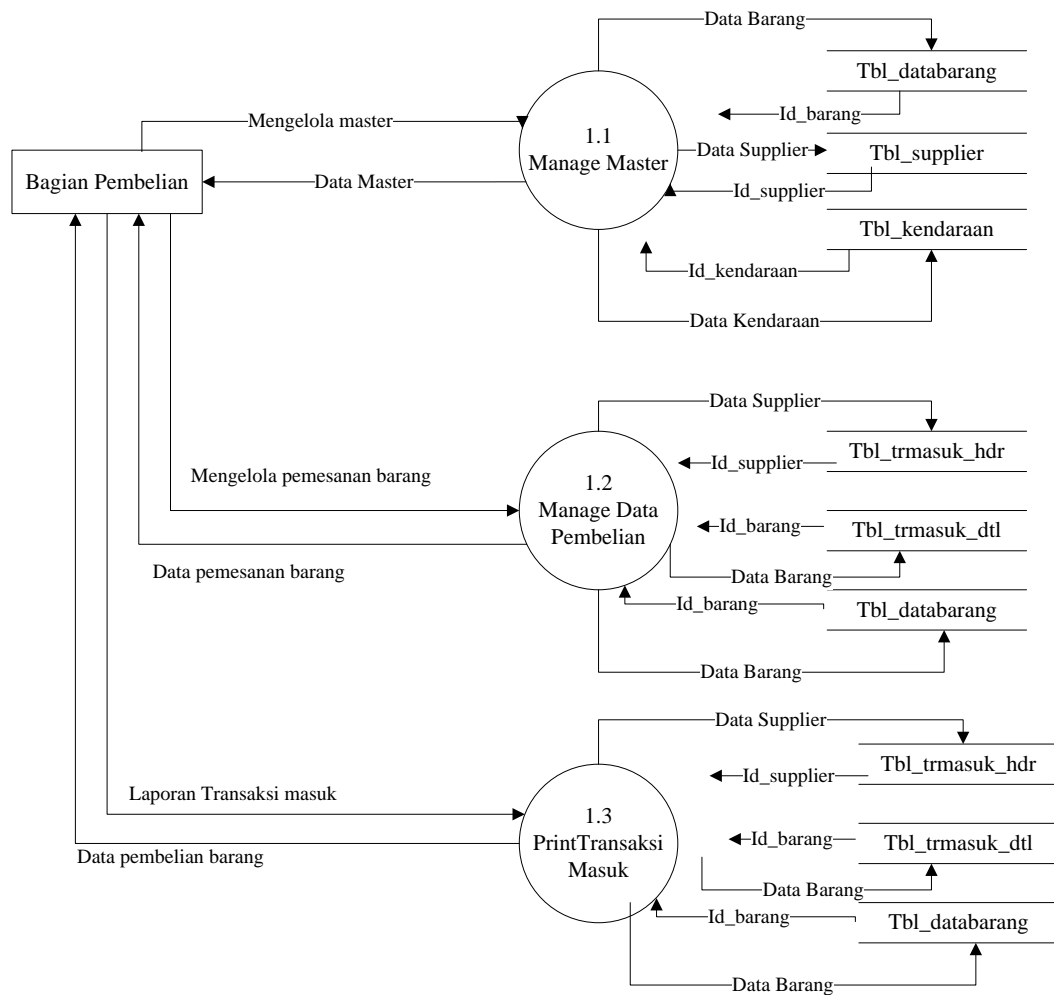 Data Barang
Tbl_databarang
Id_barang
Mengelola master
1.1
Manage Master
Data Supplier
Tbl_supplier
Bagian Pembelian
Data Master
Id_supplier
Tbl_kendaraan
Id_kendaraan
Data Kendaraan
Data Supplier
Tbl_trmasuk_hdr
Id_supplier
Mengelola pemesanan barang
1.2
Manage Data
Pembelian
Id_barang
Tbl_trmasuk_dtl
Data pemesanan barang
Data Barang
Id_barang
Tbl_databarang
Data Barang
Data Supplier
Tbl_trmasuk_hdr
Id_supplier
Laporan Transaksi masuk
1.3
PrintTransaksi
Masuk
Id_barang
Tbl_trmasuk_dtl
Data pembelian barang
Data Barang
Id_barang
Tbl_databarang
Data Barang